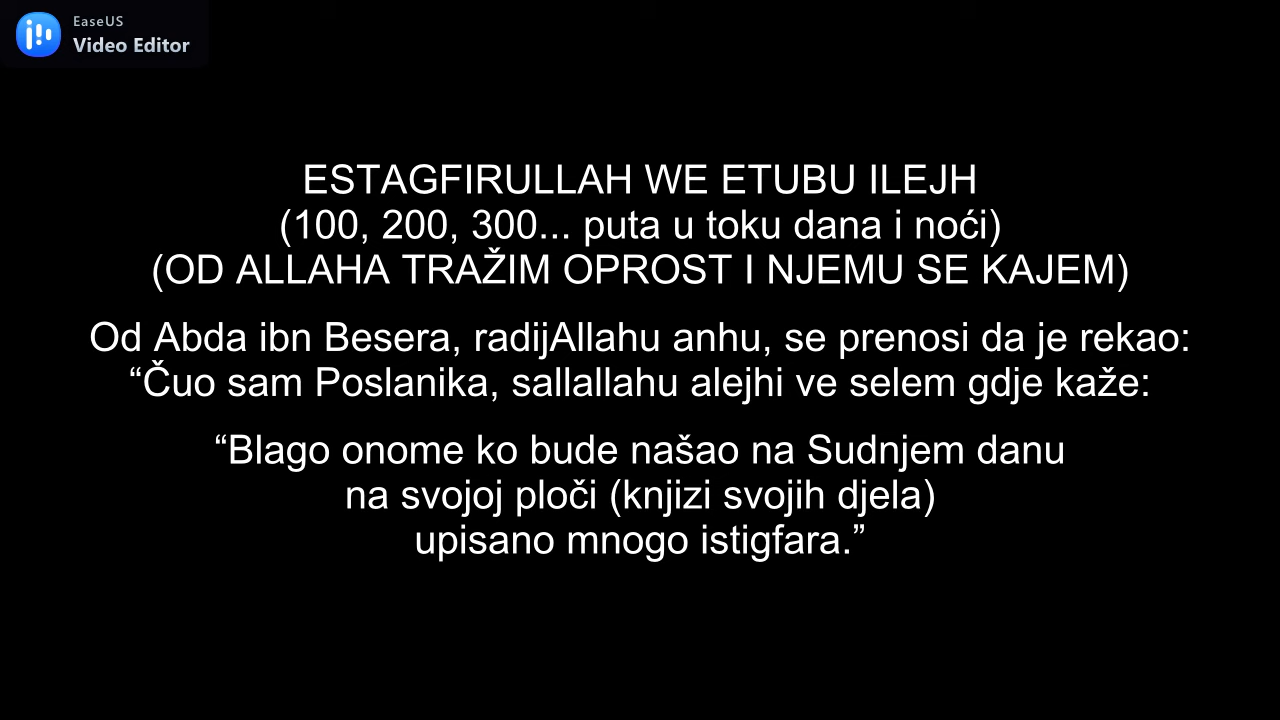 EaseUS
Video Editor
ESTAGFIRULLAH WE ETUBU ILEJH
(100, 200, 300... puta u toku dana i noći)
(OD ALLAHA TRAŽIM OPROST I NJEMU SE KAJEM)
Od Abda ibn Besera, radijAllahu anhu, se prenosi da je rekao:
“Čuo sam Poslanika, sallallahu alejhi ve selem gdje kaže:
“Blago onome ko bude našao na Sudnjem danu
na svojoj ploči (knjizi svojih djela)
upisano mnogo istigfara.”